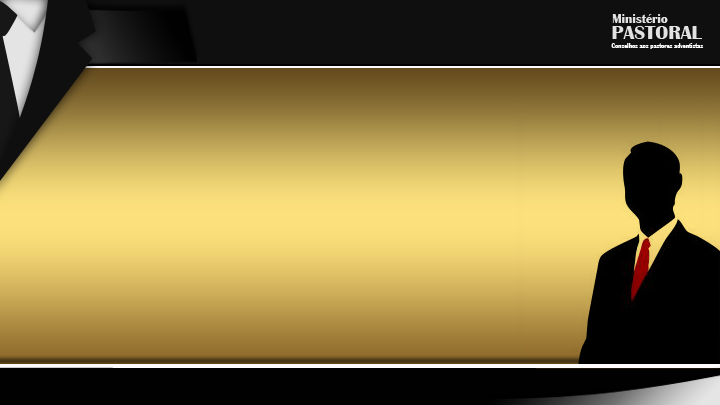 Ministério
PASTORAL
Conselhos aos pastores adventistas